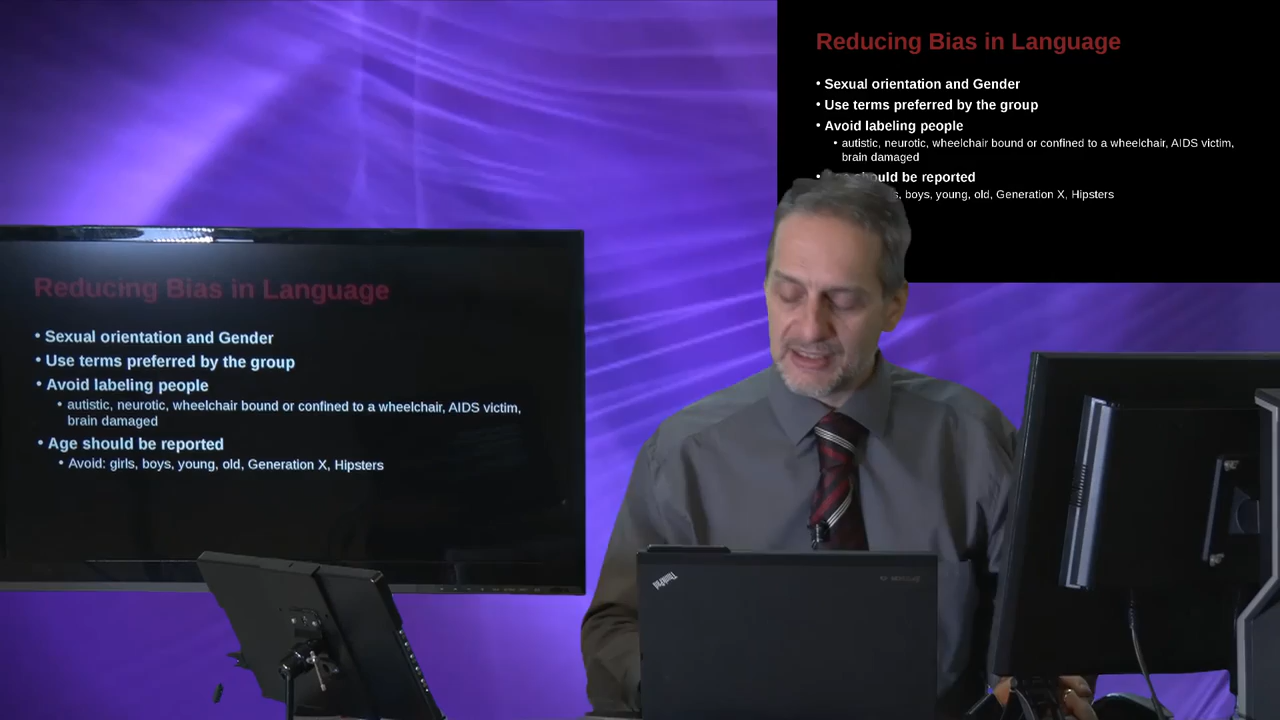 Reducing Bias in Language
• Sexual orientation and Gender
• Use terms preferred by the group
• Avoid labeling people
• autistic, neurotic, wheelchair bound or confined to a wheelchair, AIDS victim,
brain damaged
should be reported
boys, young, old, Generation X, Hipsters
Reducing Bias in Language
• Sexual orientation and Gender
• Use terms preferred by the group
• Avoid labeling people
• autistic, neurotic, wheelchair bound or confined to a wheelchair, AIDS victim,
brain damaged
• Age should be reported
• Avoid: girls, boys, young, old, Generation X, Hipsters
ThinkPad